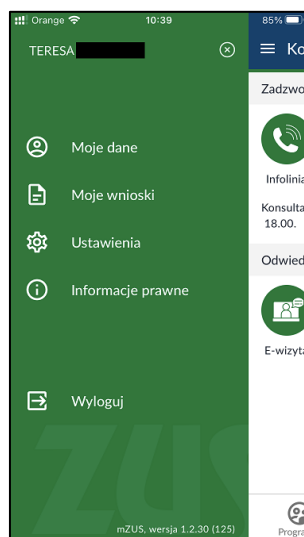 Orange 10:39 85%
TERESA
Ko
Moje dane
Moje wnioski
Ustawienia
Informacje prawne
Wyloguj
mZUS, wersja 1.2.30 (125)
Zadzwo
Infolinia
Konsulta
18.00.
Odwied
E-wizyta
Progra
ZUS